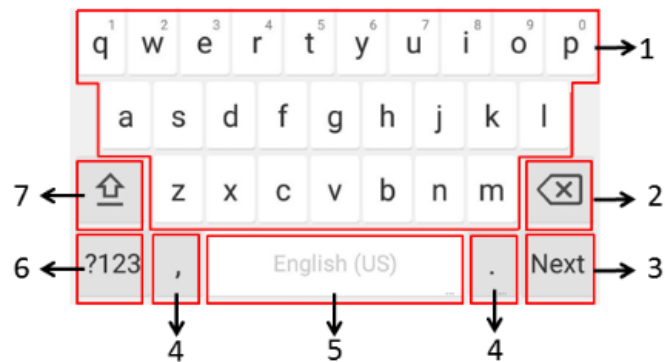 q 1 w 2 e 3 r 4 t 5 y 6 u 7 i 8 o 9 p 0 1
a s d f g h j k l
7 z x c v b n m 2
6 ?123 , English (US) . Next 3
4 5 4